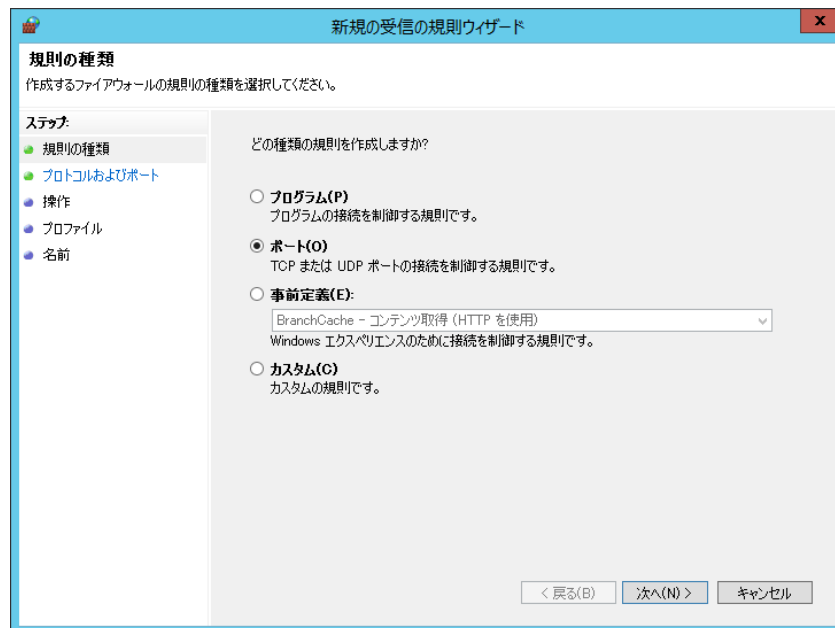 新規の受信の規則ウィザード
x
規則の種類
作成するファイアウォールの規則の種類を選択してください。
ステップ:
規則の種類
プロトコルおよびポート
操作
プロファイル
名前
どの種類の規則を作成しますか?
プログラム(P)
プログラムの接続を制御する規則です。
ポート(O)
TCP または UDP ポートの接続を制御する規則です。
事前定義(E):
BranchCache - コンテンツ取得 (HTTP を使用)
Windows エクスペリエンスのために接続を制御する規則です。
カスタム(C)
カスタムの規則です。
< 戻る(B) 次へ(N) > キャンセル